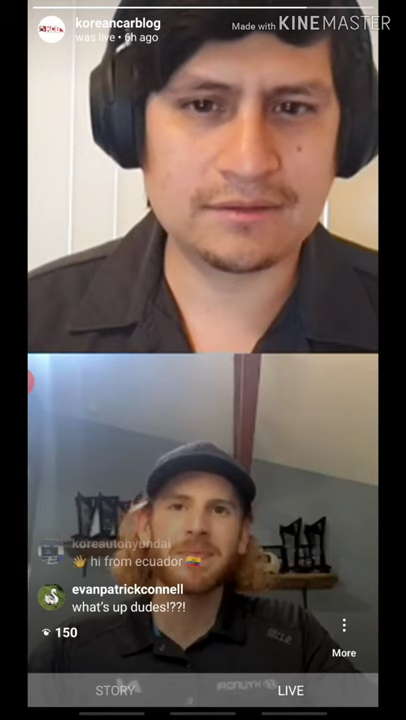 koreancarblog
was live • 6h ago
Made with KINEMASTER
KCB
koreautohyundai
👋 hi from ecuador 🇪🇨
evanpatrickconnell
what's up dudes!??!
150
More
STORY
LIVE